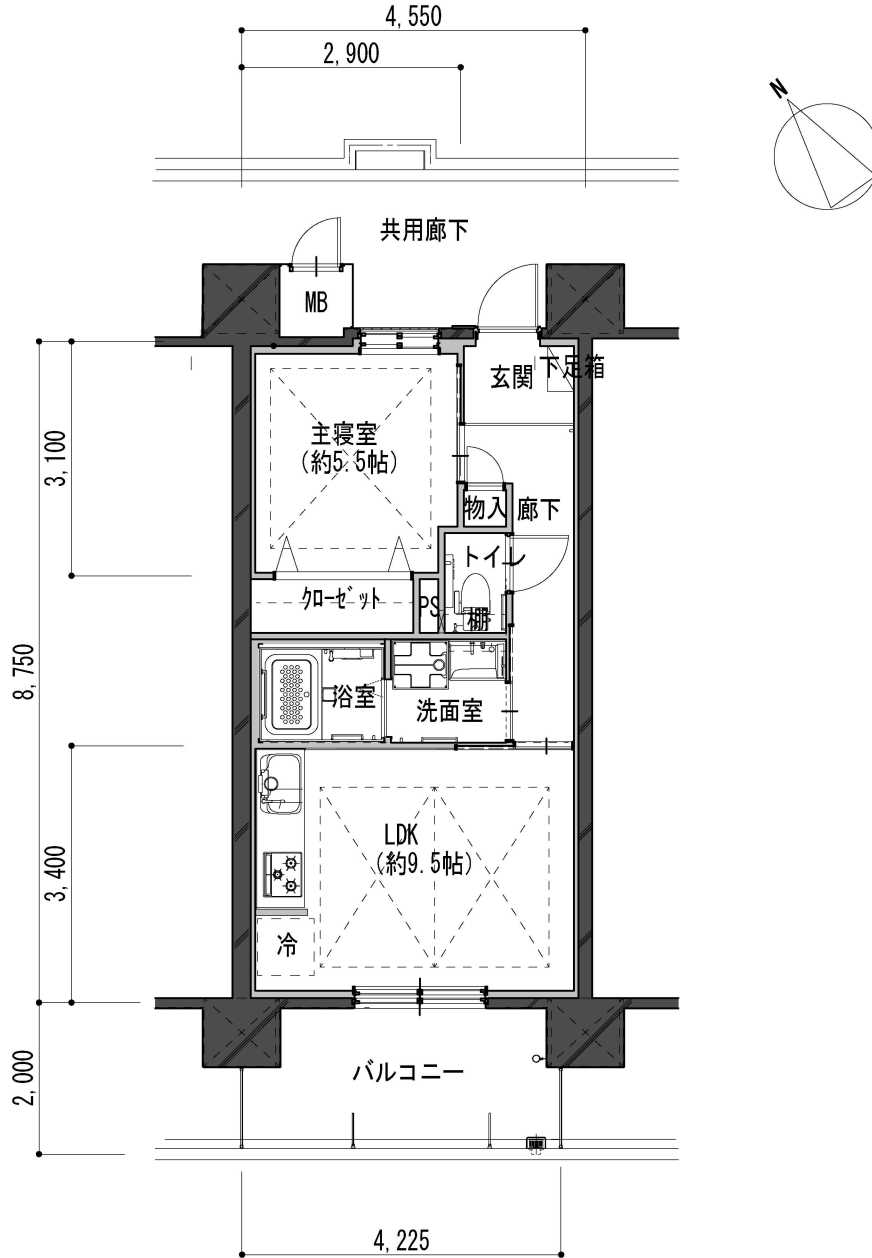 4,550
2,900
N
共用廊下
MB
玄関
下足箱
3,100
主寝室
(約5.5帖)
物入
廊下
トイレ
クローゼット
PS
棚
8,750
浴室
洗面室
3,400
LDK
(約9.5帖)
冷
2,000
バルコニー
4,225